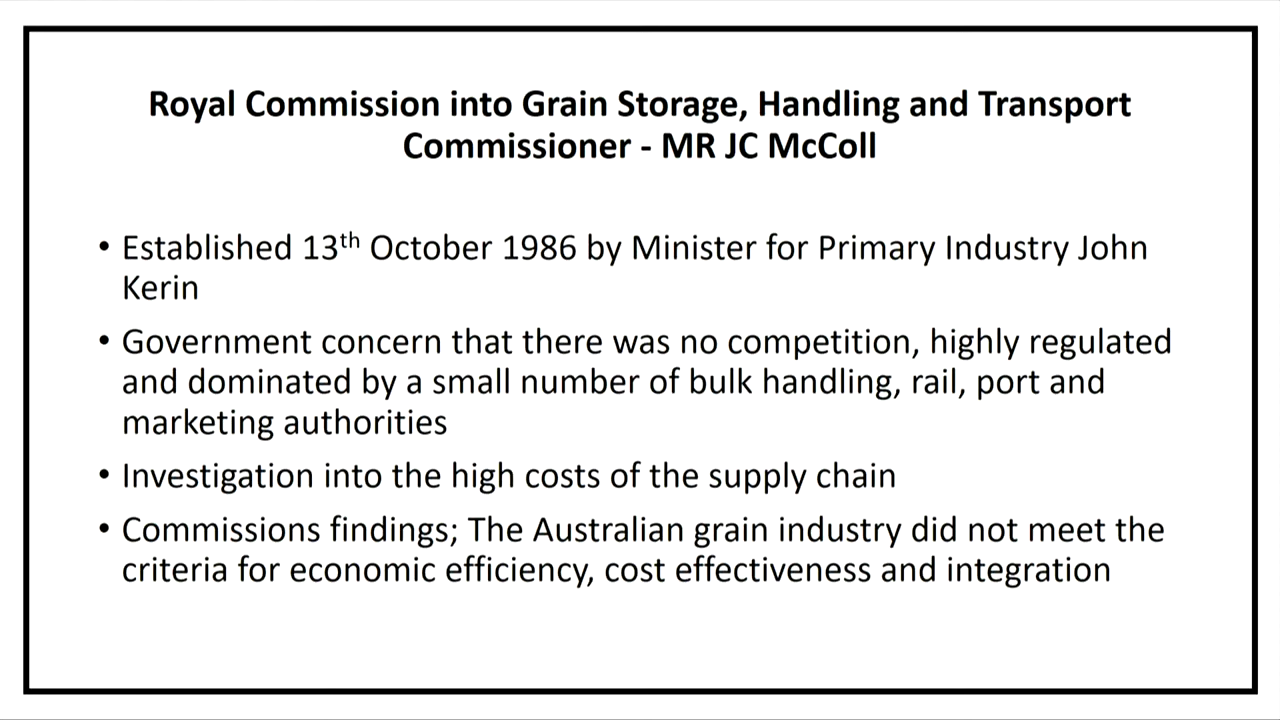 Royal Commission into Grain Storage, Handling and Transport
Commissioner - MR JC McColl
• Established 13th October 1986 by Minister for Primary Industry John
Kerin
• Government concern that there was no competition, highly regulated
and dominated by a small number of bulk handling, rail, port and
marketing authorities
• Investigation into the high costs of the supply chain
• Commissions findings; The Australian grain industry did not meet the
criteria for economic efficiency, cost effectiveness and integration